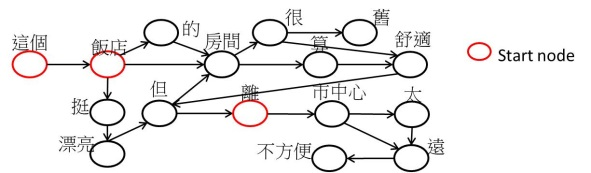 很
舊
的
這個
飯店
房間
算
舒適
Start node
但
離
市中心
太
挺
漂亮
不方便
遠